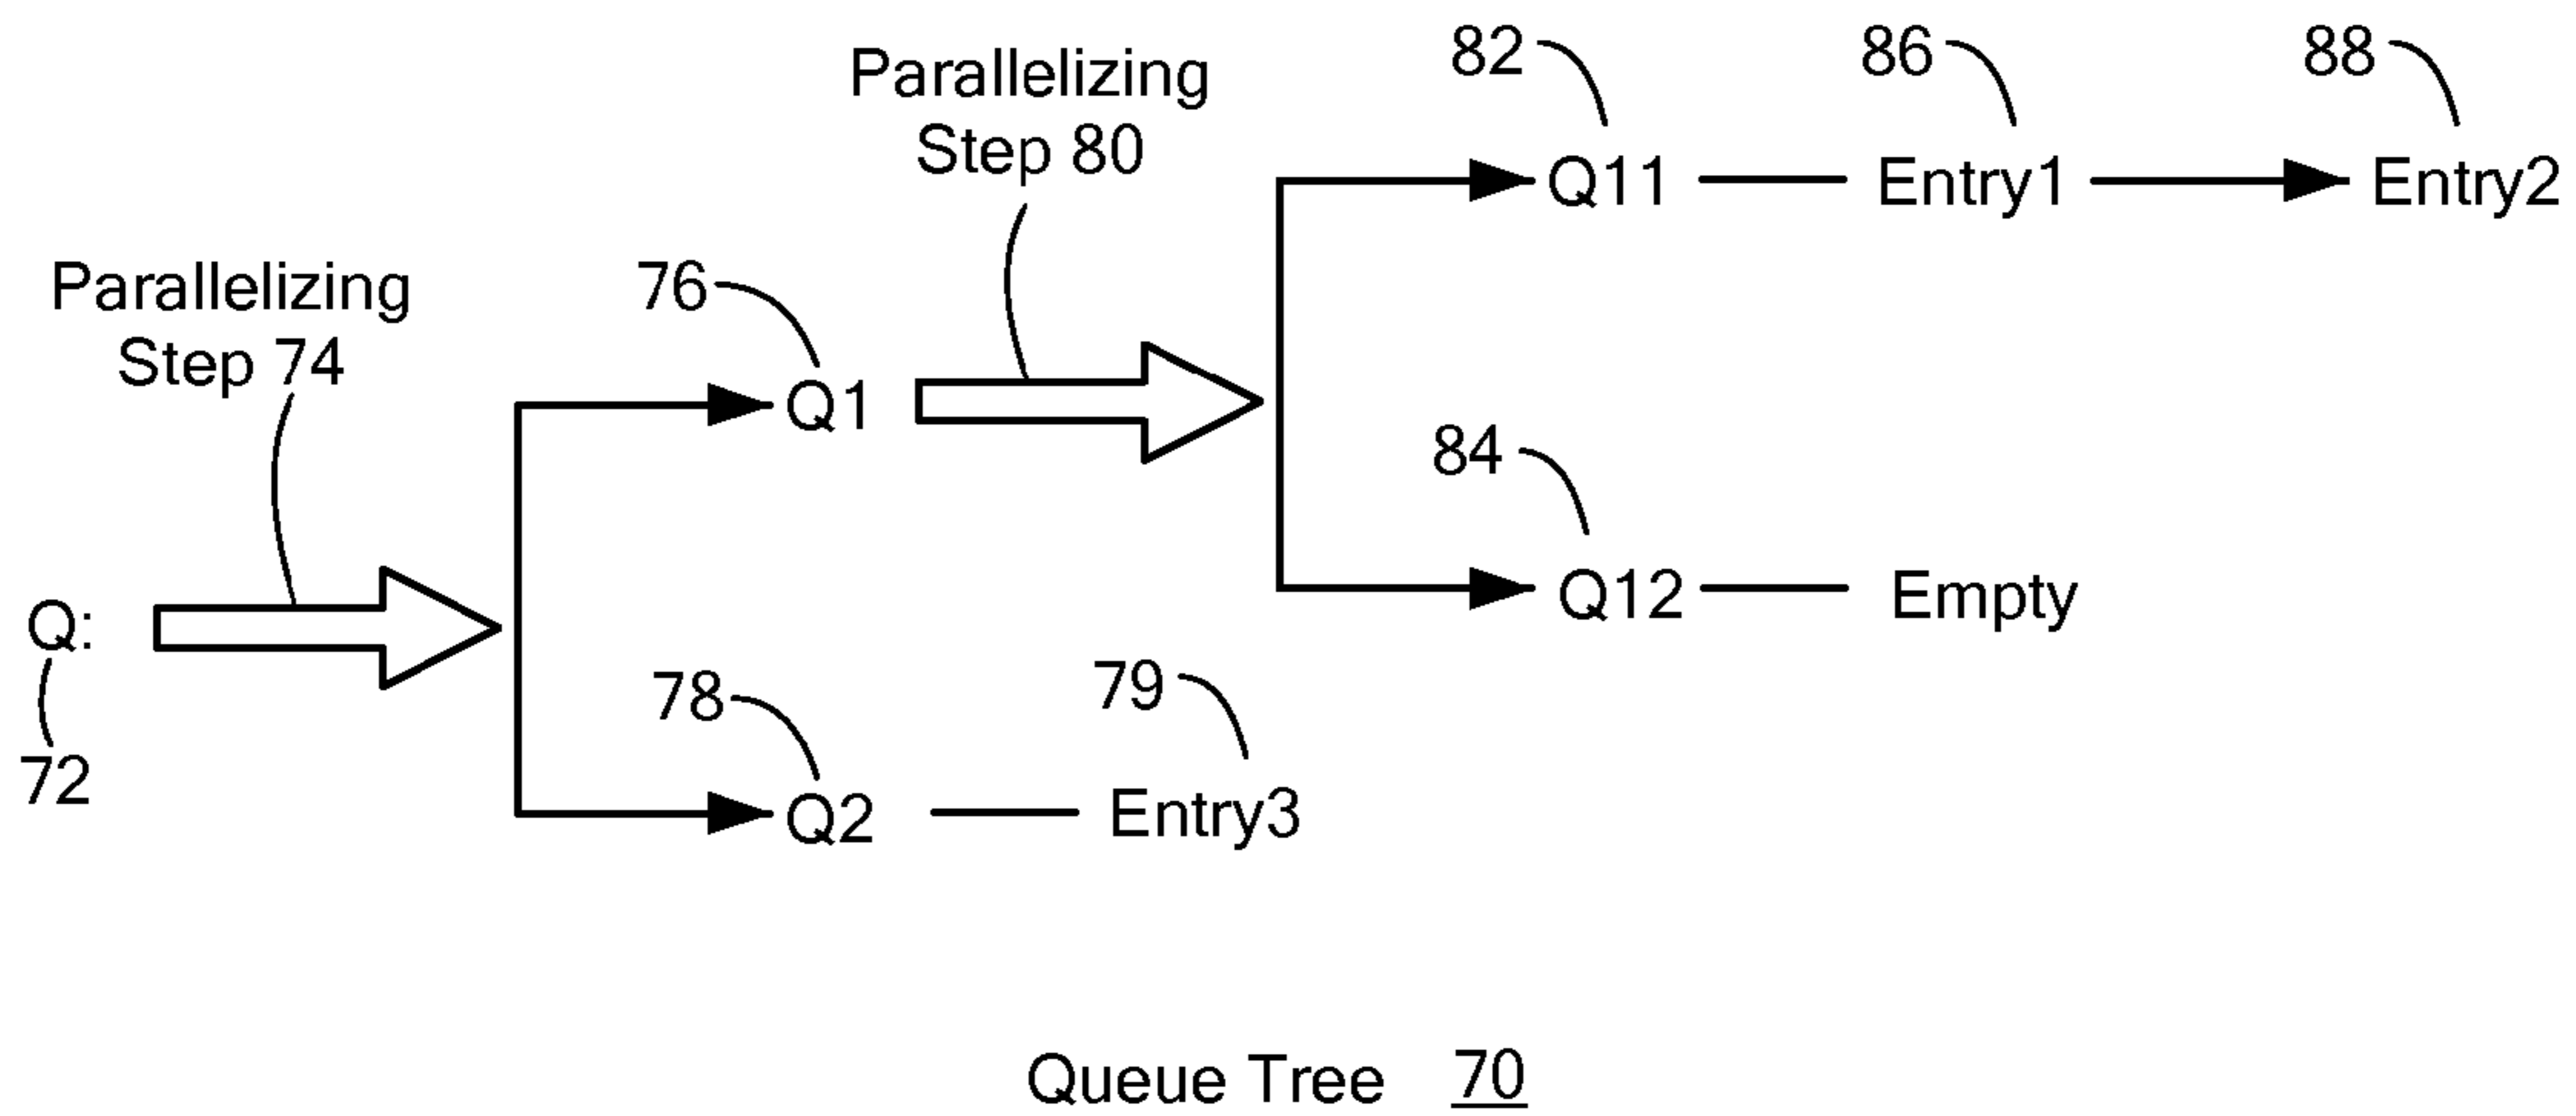 82
86
88
Parallelizing
Step 80
Q11
Entry1
Entry2
Parallelizing
Step 74
76
Q1
84
Q:
Q12
Empty
72
78
79
Q2
Entry3
Queue Tree 70